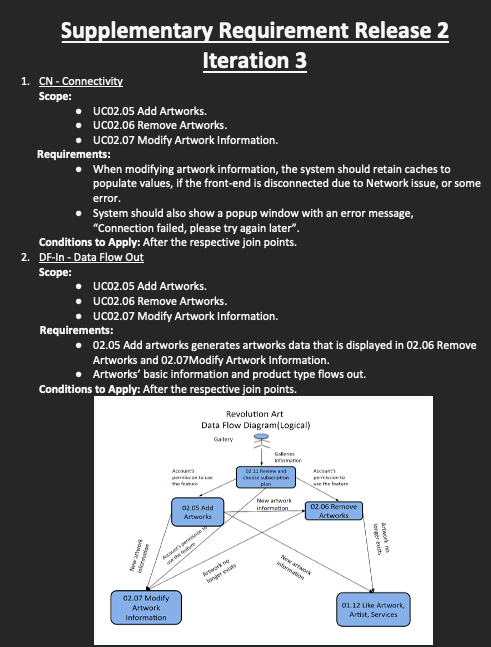 Supplementary Requirement Release 2
Iteration 3
1. CN - Connectivity
Scope:
● UC02.05 Add Artworks.
● UC02.06 Remove Artworks.
● UC02.07 Modify Artwork Information.
Requirements:
● When modifying artwork information, the system should retain caches to
populate values, if the front-end is disconnected due to Network issue, or some
error.
● System should also show a popup window with an error message,
“Connection failed, please try again later”.
Conditions to Apply: After the respective join points.
2. DF-In - Data Flow Out
Scope:
● UC02.05 Add Artworks.
● UC02.06 Remove Artworks.
● UC02.07 Modify Artwork Information.
Requirements:
● 02.05 Add artworks generates artworks data that is displayed in 02.06 Remove
Artworks and 02.07Modify Artwork Information.
● Artworks’ basic information and product type flows out.
Conditions to Apply: After the respective join points.
Revolution Art
Data Flow Diagram(Logical)
Gallery
Galleries
Information
02.11 Review and
choose subscription
plan
Account's
permission to use
the feature
Account's
permission to
use the feature
02.05 Add
Artworks
New artwork
information
02.06 Remove
Artworks
New artwork
information
Account's permission to
use the feature
Artwork no
longer exists
New artwork
information
Artwork no
longer exists
02.07 Modify
Artwork
Information
01.12 Like Artwork,
Artist, Services